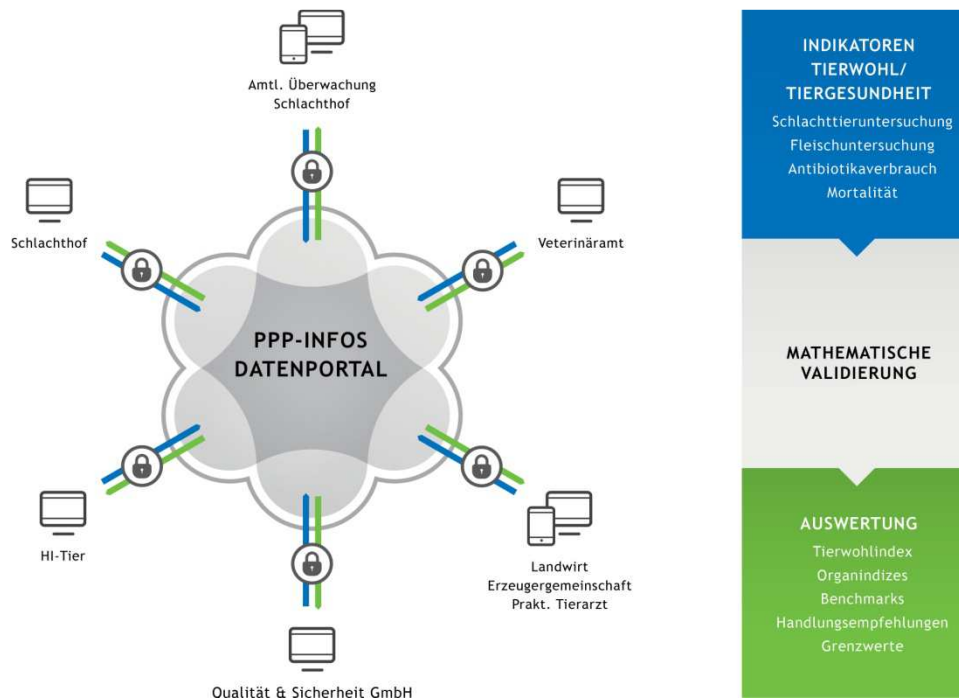 Amtl. Überwachung
Schlachthof
Schlachthof
Veterinäramt
PPP-INFOS
DATENPORTAL
HI-Tier
Landwirt
Erzeugergemeinschaft
Prakt. Tierarzt
Qualität & Sicherheit GmbH
INDIKATOREN
TIERWOHL/
TIERGESUNDHEIT
Schlachttieruntersuchung
Fleischuntersuchung
Antibiotikaverbrauch
Mortalität
MATHEMATISCHE
VALIDIERUNG
AUSWERTUNG
Tierwohlindex
Organindizes
Benchmarks
Handlungsempfehlungen
Grenzwerte